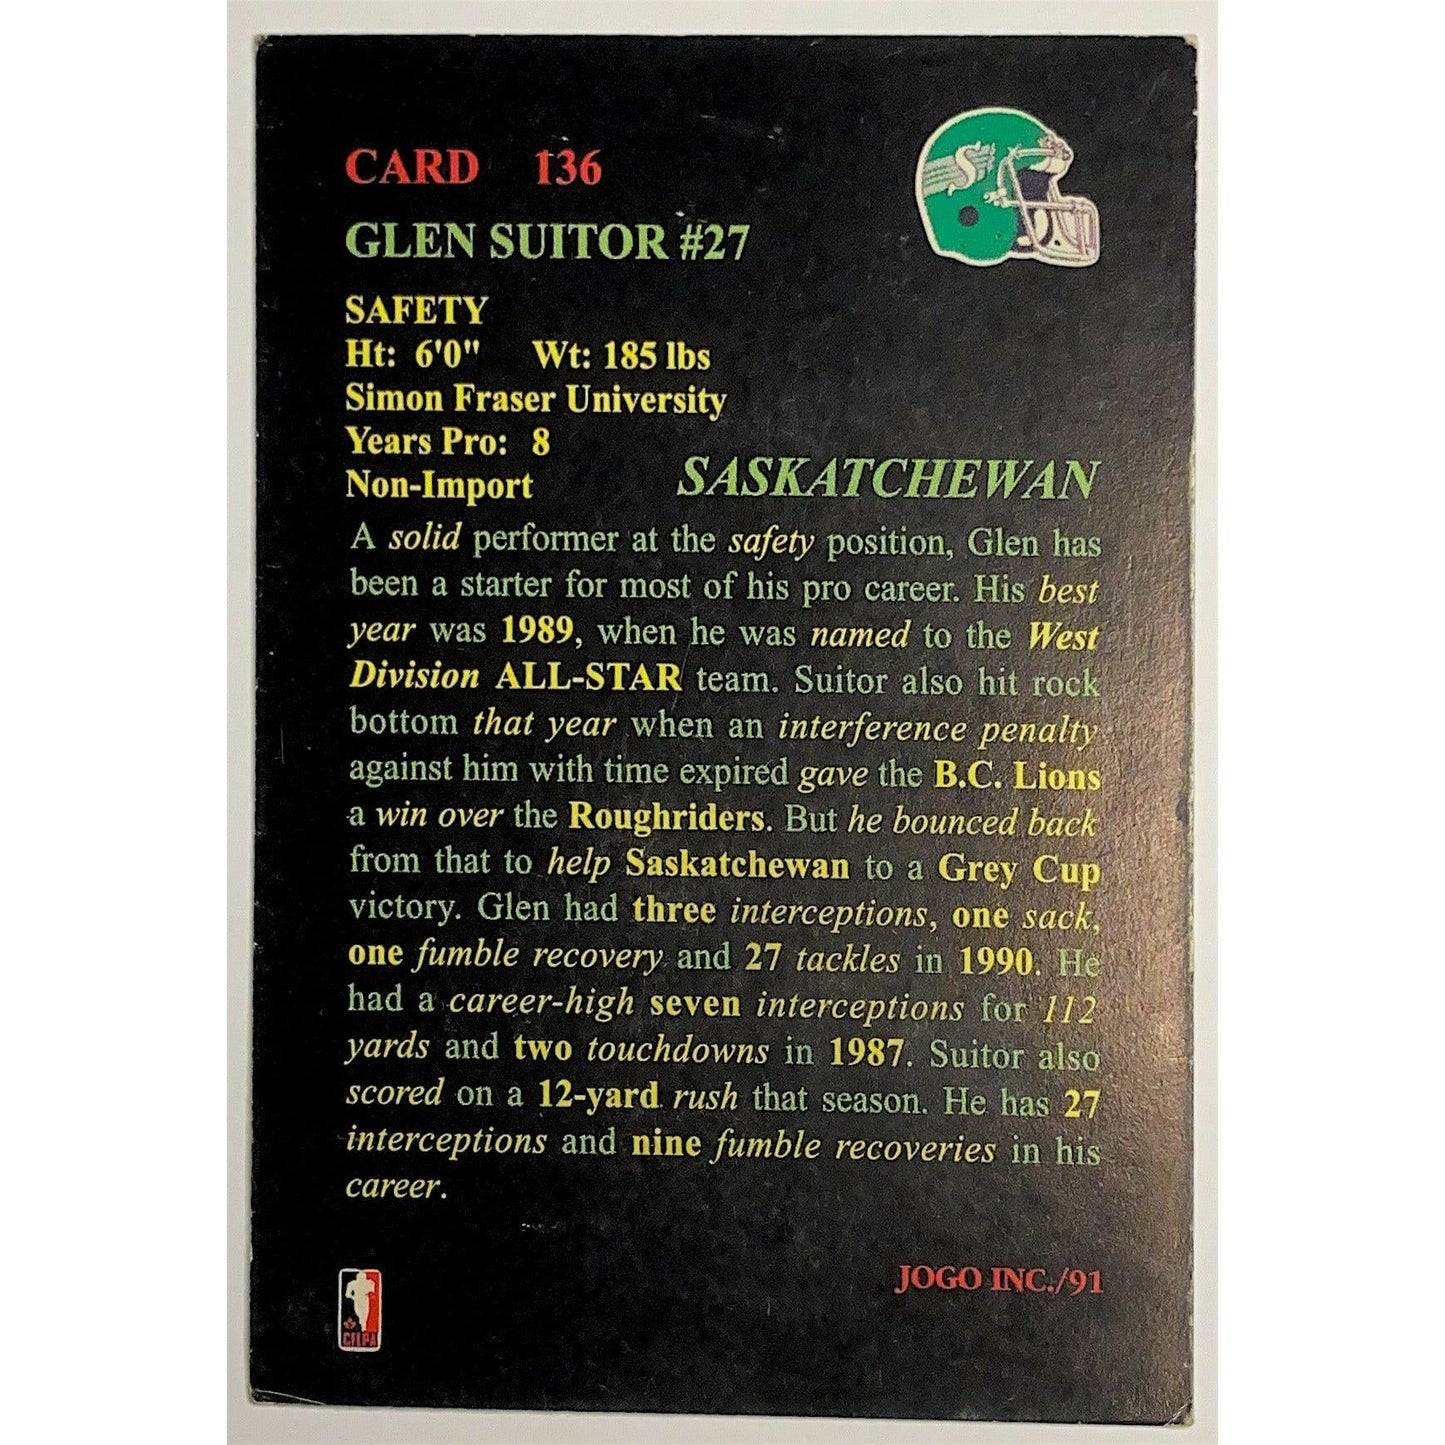 CARD 136
GLEN SUITOR #27
SAFETY
Ht: 6'0" Wt: 185 lbs
Simon Fraser University
Years Pro: 8
Non-Import
SASKATCHEWAN
A solid performer at the safety position, Glen has
been a starter for most of his pro career. His best
year was 1989, when he was named to the West
Division ALL-STAR team. Suitor also hit rock
bottom that year when an interference penalty
against him with time expired gave the B.C. Lions
a win over the Roughriders. But he bounced back
from that to help Saskatchewan to a Grey Cup
victory. Glen had three interceptions, one sack,
one fumble recovery and 27 tackles in 1990. He
had a career-high seven interceptions for 112
yards and two touchdowns in 1987. Suitor also
scored on a 12-yard rush that season. He has 27
interceptions and nine fumble recoveries in his
career.
JOGO INC./91
CFLPA